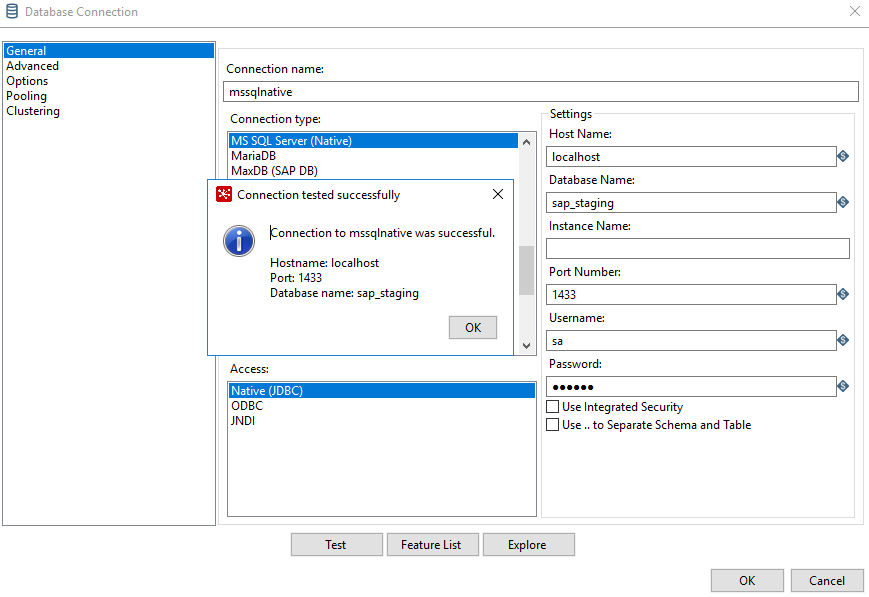 Database Connection
General
Advanced
Options
Pooling
Clustering
Connection name:
mssqlnative
Connection type:
MS SQL Server (Native)
MariaDB
MaxDB (SAP DB)
Connection tested successfully
Connection to mssqlnative was successful.
Hostname: localhost
Port: 1433
Database name: sap_staging
OK
Access:
Native (JDBC)
ODBC
JNDI
Settings
Host Name:
localhost
Database Name:
sap_staging
Instance Name:
Port Number:
1433
Username:
sa
Password:
●●●●●●
Use Integrated Security
Use .. to Separate Schema and Table
Test
Feature List
Explore
OK
Cancel